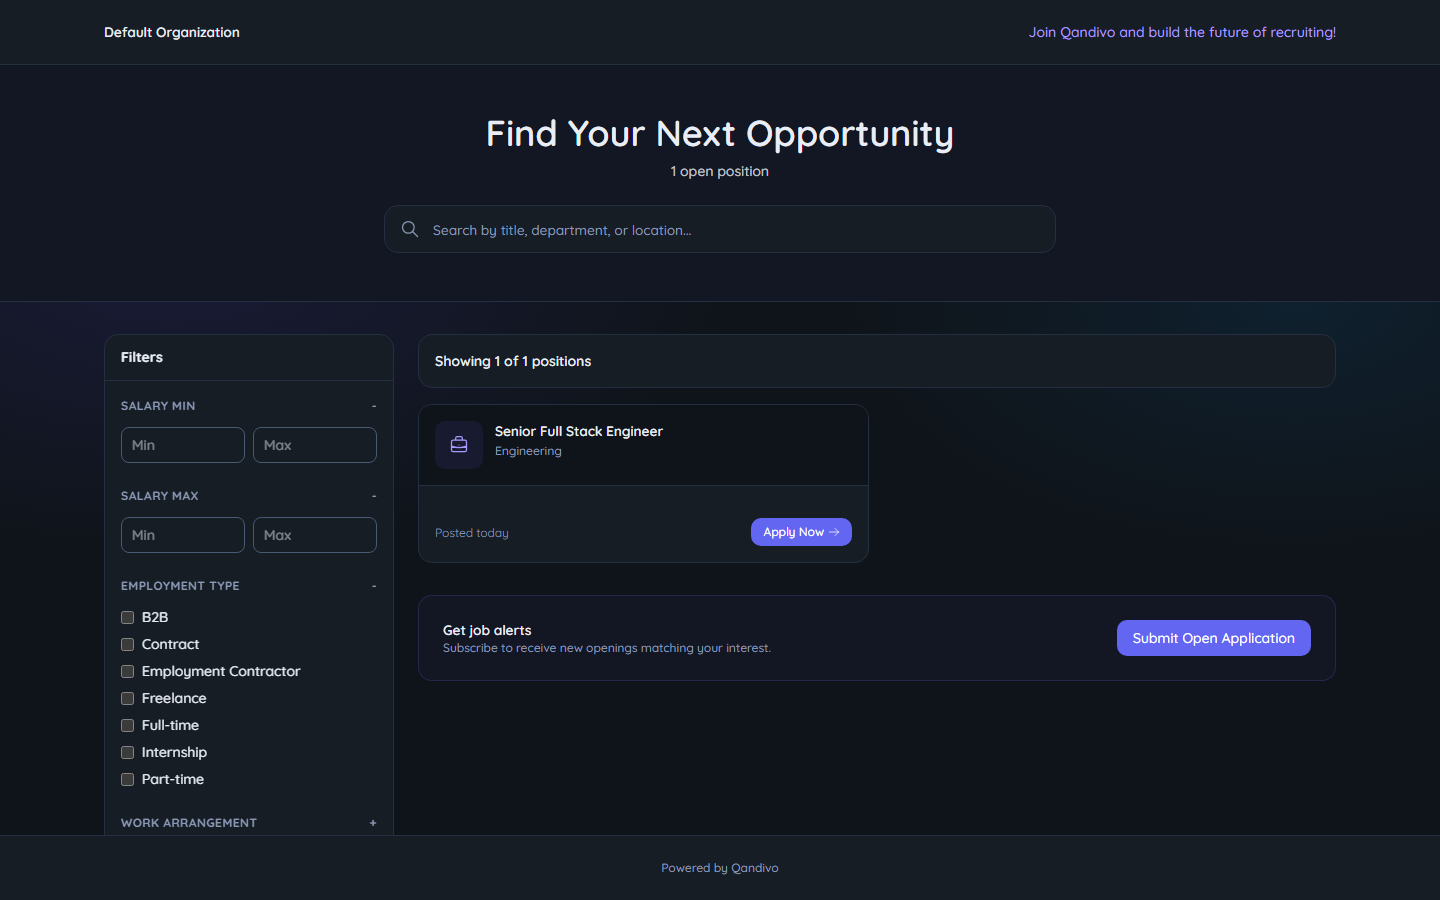 Default Organization
Join Qandivo and build the future of recruiting!
Find Your Next Opportunity
1 open position
Search by title, department, or location...
Filters
SALARY MIN -
Min Max
SALARY MAX -
Min Max
EMPLOYMENT TYPE -
B2B
Contract
Employment Contractor
Freelance
Full-time
Internship
Part-time
WORK ARRANGEMENT +
Showing 1 of 1 positions
Senior Full Stack Engineer
Engineering
Posted today
Apply Now →
Get job alerts
Subscribe to receive new openings matching your interest.
Submit Open Application
Powered by Qandivo